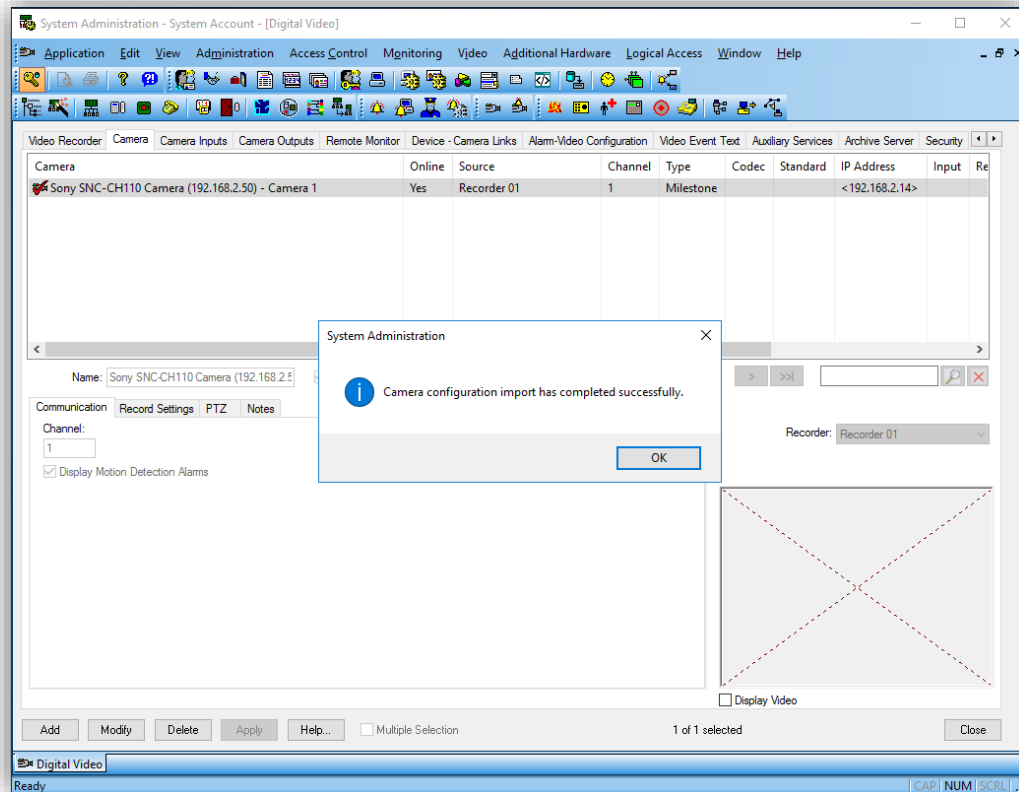 System Administration - System Account - [Digital Video]
Application Edit View Administration Access Control Monitoring Video Additional Hardware Logical Access Window Help
Video Recorder Camera Camera Inputs Camera Outputs Remote Monitor Device - Camera Links Alarm-Video Configuration Video Event Text Auxiliary Services Archive Server Security
Camera Online Source Channel Type Codec Standard IP Address Input Re
Sony SNC-CH110 Camera (192.168.2.50) - Camera 1 Yes Recorder 01 1 Milestone <192.168.2.14>
System Administration
Camera configuration import has completed successfully.
OK
Name: Sony SNC-CH110 Camera (192.168.2.5
> >>|
Communication Record Settings PTZ Notes
Channel:
1
Recorder: Recorder 01
Display Motion Detection Alarms
Display Video
Add Modify Delete Apply Help... Multiple Selection 1 of 1 selected Close
Digital Video
Ready CAP NUM SCRL